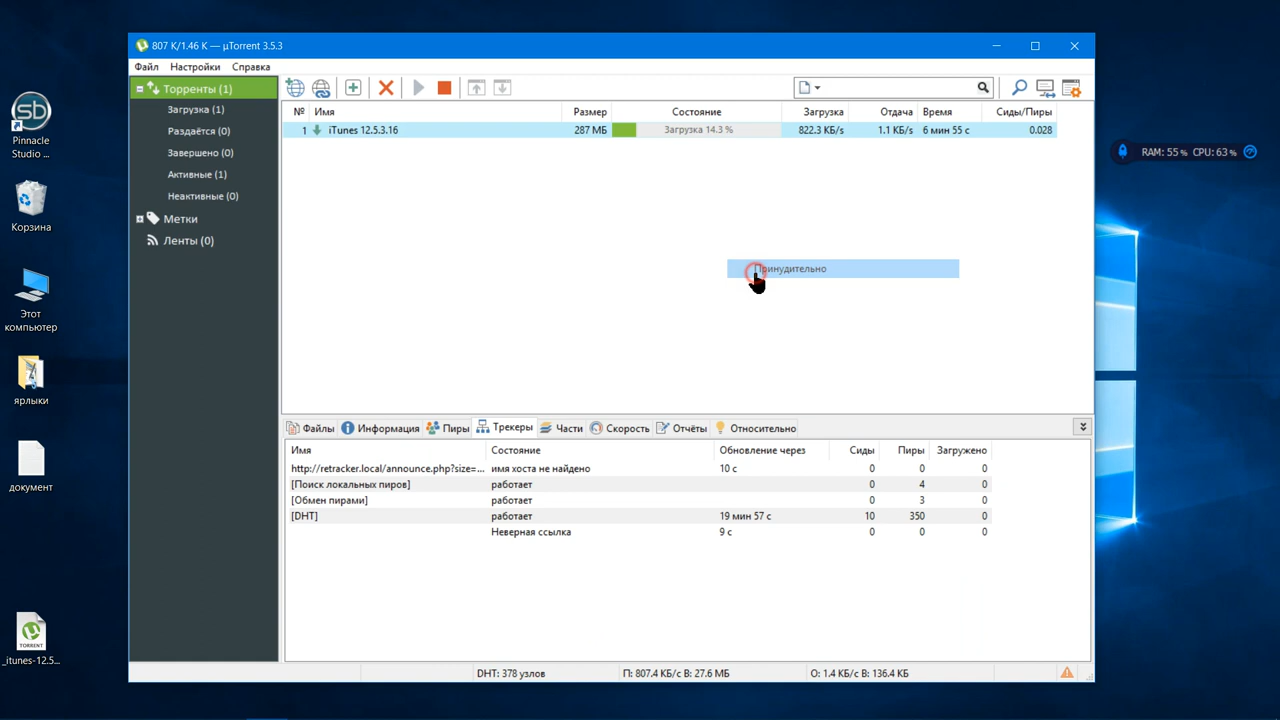 807 К/1.46 К — µTorrent 3.5.3
Файл Настройки Справка
Торренты (1)
Загрузка (1)
Раздаётся (0)
Завершено (0)
Активные (1)
Неактивные (0)
Метки
Ленты (0)
№ Имя Размер Состояние Загрузка Отдача Время Сиды/Пиры
1 iTunes 12.5.3.16 287 МБ Загрузка 14.3 % 822.3 КБ/s 1.1 КБ/s 6 мин 55 с 0.028
Принудительно
Файлы Информация Пиры Трекеры Части Скорость Отчёты Относительно
Имя Состояние Обновление через Сиды Пиры Загружено
http://retracker.local/announce.php?size=... имя хоста не найдено 10 с 0 0 0
[Поиск локальных пиров] работает 0 4 0
[Обмен пирами] работает 0 3 0
[DHT] работает 19 мин 57 с 10 350 0
Неверная ссылка 9 с 0 0 0
DHT: 378 узлов П: 807.4 КБ/с В: 27.6 МБ О: 1.4 КБ/с В: 136.4 КБ
sb
Pinnacle
Studio ...
Корзина
Этот
компьютер
ярлыки
документ
TORRENT
_itunes-12.5...
RAM: 55 % CPU: 63 %